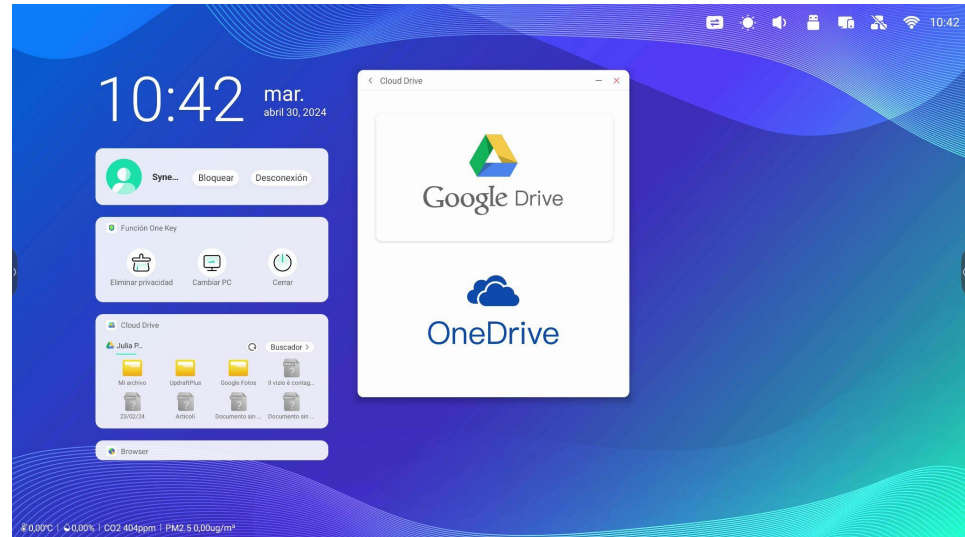 10:42
10:42
mar.
abril 30, 2024
Syne...
Bloquear
Desconexión
Función One Key
Eliminar privacidad
Cambiar PC
Cerrar
Cloud Drive
Julia P..
Buscador >
Mi archivo
UpdraftPlus
Google Fotos
Il vizio è contag...
23/02/24
Articoli
Documento sin ...
Documento sin ...
Browser
Cloud Drive
Google Drive
OneDrive
0,00°C | 0,00% | CO2 404ppm | PM2.5 0,00ug/m³